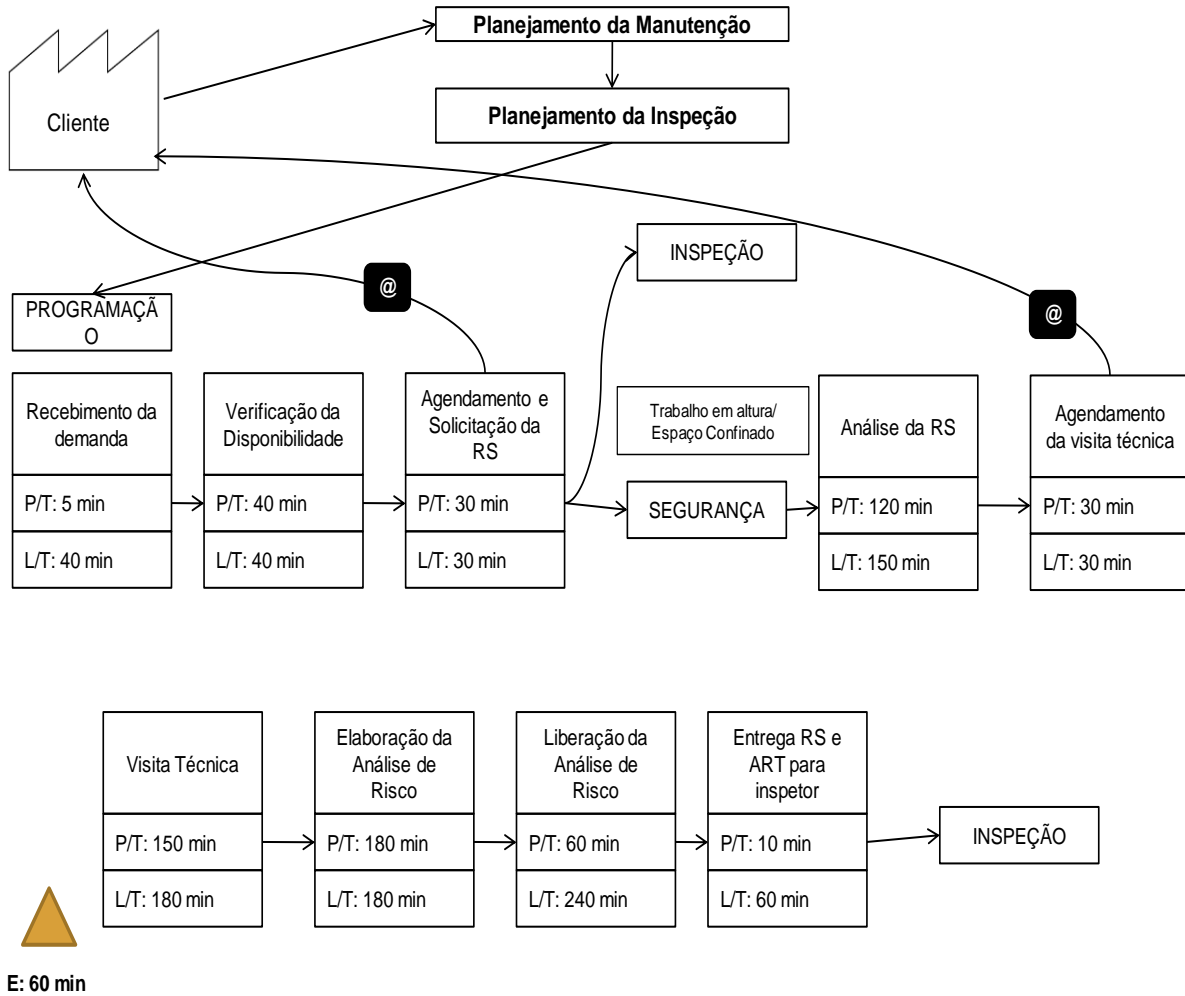 Planejamento da Manutenção
Cliente
Planejamento da Inspeção
INSPEÇÃO
@
@
PROGRAMAÇÃ
O
Recebimento da
demanda
P/T: 5 min
L/T: 40 min
Verificação da
Disponibilidade
P/T: 40 min
L/T: 40 min
Agendamento e
Solicitação da
RS
P/T: 30 min
L/T: 30 min
Trabalho em altura/
Espaço Confinado
SEGURANÇA
Análise da RS
P/T: 120 min
L/T: 150 min
Agendamento
da visita técnica
P/T: 30 min
L/T: 30 min
Visita Técnica
P/T: 150 min
L/T: 180 min
Elaboração da
Análise de
Risco
P/T: 180 min
L/T: 180 min
Liberação da
Análise de
Risco
P/T: 60 min
L/T: 240 min
Entrega RS e
ART para
inspetor
P/T: 10 min
L/T: 60 min
INSPEÇÃO
E: 60 min